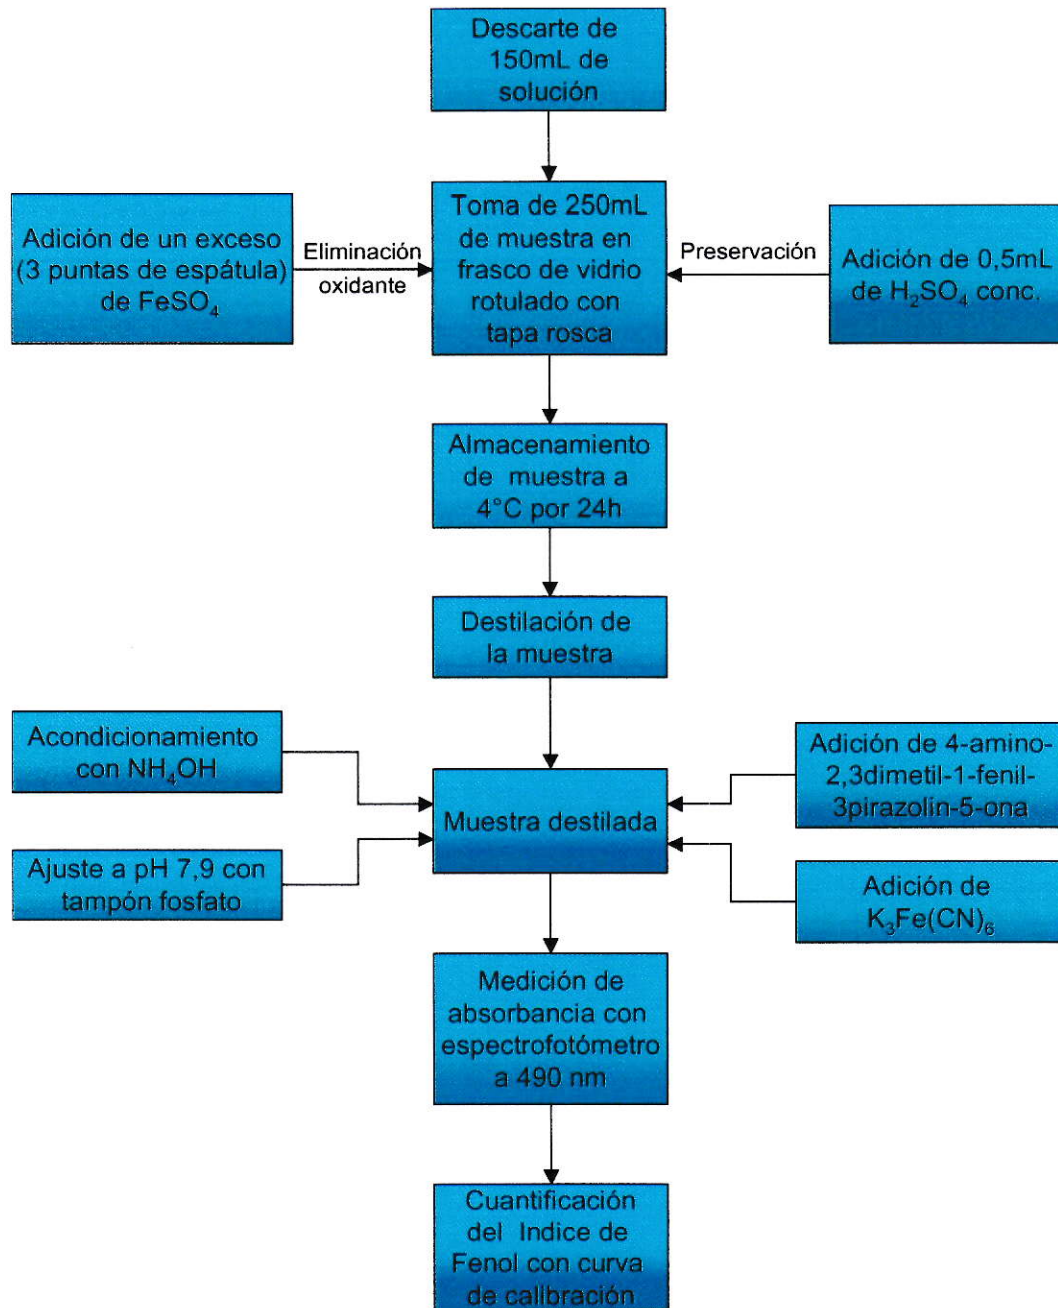 Descarte de
150mL de
solución
Adición de un exceso
(3 puntas de espátula)
de FeSO₄
Eliminación
oxidante
Toma de 250mL
de muestra en
frasco de vidrio
rotulado con
tapa rosca
Preservación
Adición de 0,5mL
de H₂SO₄ conc.
Almacenamiento
de muestra a
4°C por 24h
Destilación de
la muestra
Acondicionamiento
con NH₄OH
Ajuste a pH 7,9 con
tampón fosfato
Muestra destilada
Adición de 4-amino-
2,3dimetil-1-fenil-
3pirazolin-5-ona
Adición de
K₃Fe(CN)₆
Medición de
absorbancia con
espectrofotómetro
a 490 nm
Cuantificación
del Indice de
Fenol con curva
de calibración